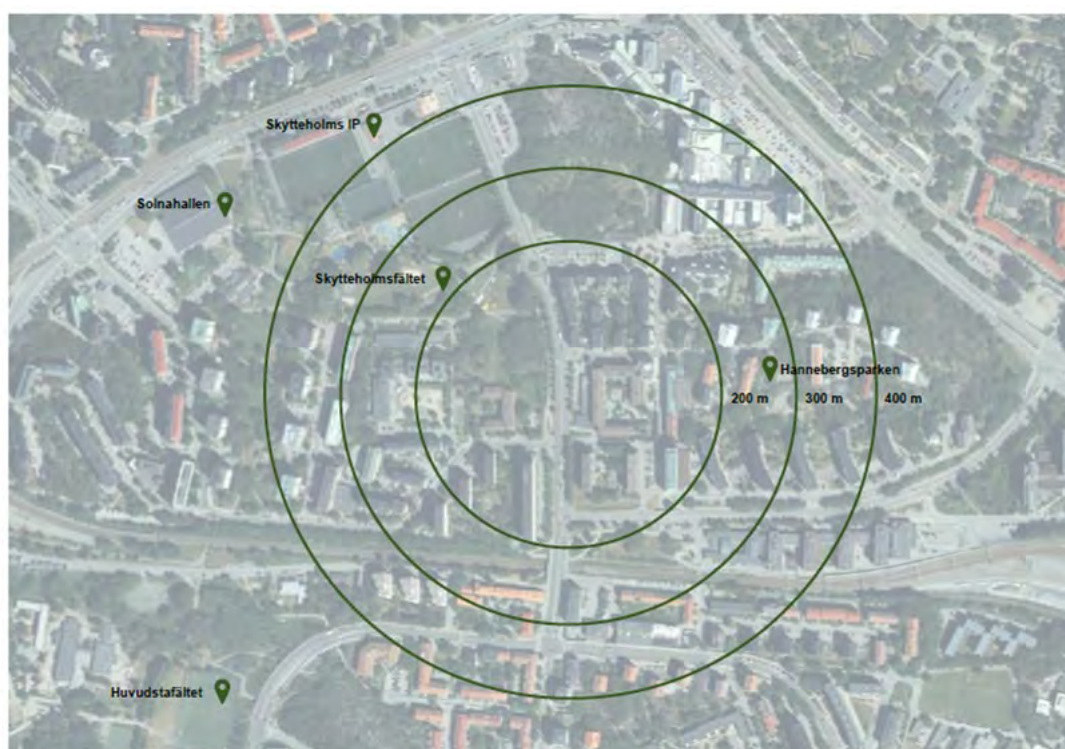 Skytteholms IP
Solnahallen
Skytteholmsfältet
Hannebergsparken
200 m
300 m
400 m
Huvudstafältet